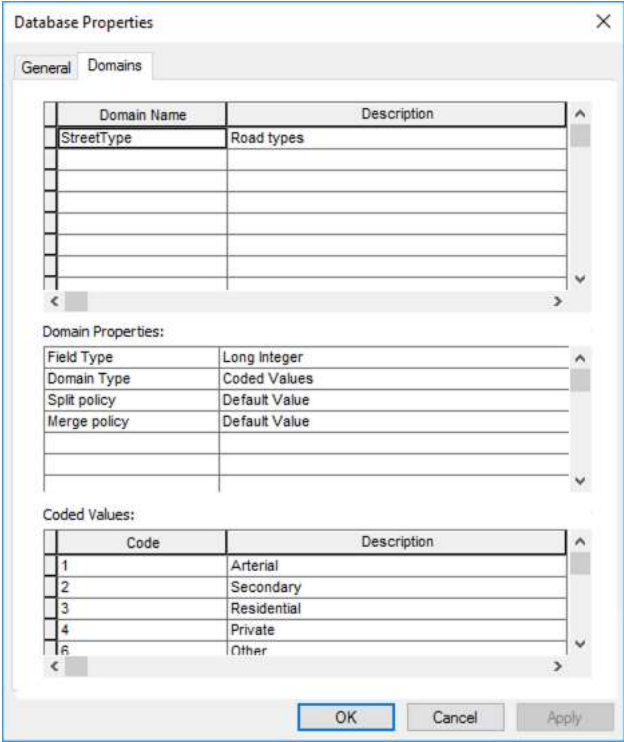 Database Properties
General Domains
Domain Name Description
StreetType Road types
Domain Properties:
Field Type Long Integer
Domain Type Coded Values
Split policy Default Value
Merge policy Default Value
Coded Values:
Code Description
1 Arterial
2 Secondary
3 Residential
4 Private
6 Other
OK Cancel Apply